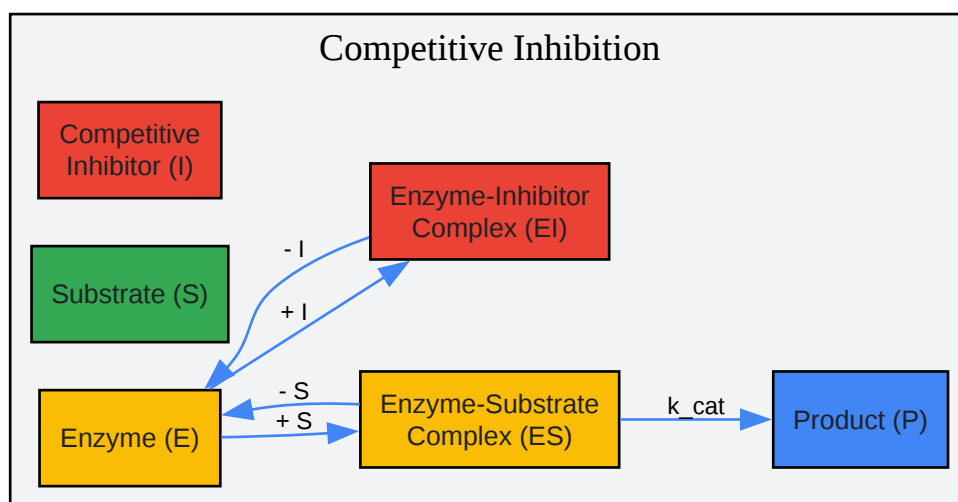 Competitive Inhibition
Competitive
Inhibitor (I)
Enzyme-Inhibitor
Complex (EI)
- I
Substrate (S)
+ I
- S
+ S
Enzyme (E)
Enzyme-Substrate
Complex (ES)
k_cat
Product (P)